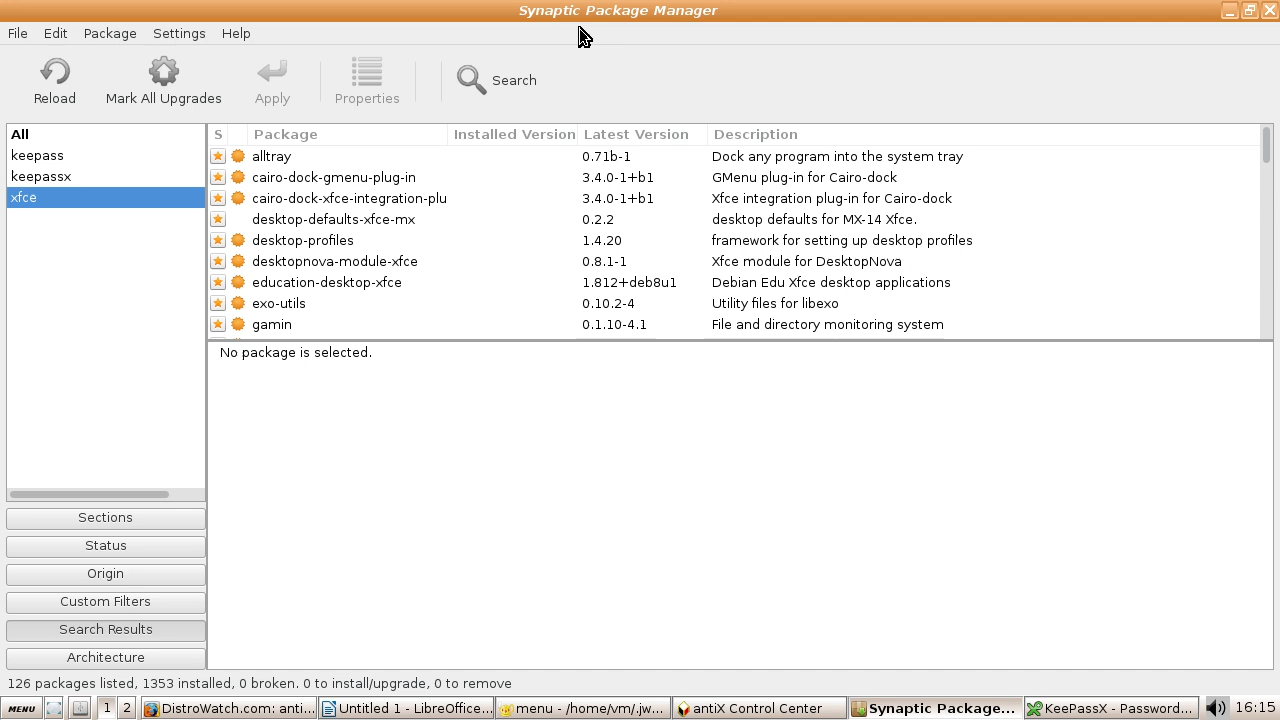 Synaptic Package Manager
File Edit Package Settings Help
Reload Mark All Upgrades Apply Properties Search
All
keepass
keepassx
xfce
S Package Installed Version Latest Version Description
alltray 0.71b-1 Dock any program into the system tray
cairo-dock-gmenu-plug-in 3.4.0-1+b1 GMenu plug-in for Cairo-dock
cairo-dock-xfce-integration-plu 3.4.0-1+b1 Xfce integration plug-in for Cairo-dock
desktop-defaults-xfce-mx 0.2.2 desktop defaults for MX-14 Xfce.
desktop-profiles 1.4.20 framework for setting up desktop profiles
desktopnova-module-xfce 0.8.1-1 Xfce module for DesktopNova
education-desktop-xfce 1.812+deb8u1 Debian Edu Xfce desktop applications
exo-utils 0.10.2-4 Utility files for libexo
gamin 0.1.10-4.1 File and directory monitoring system
No package is selected.
Sections
Status
Origin
Custom Filters
Search Results
Architecture
126 packages listed, 1353 installed, 0 broken. 0 to install/upgrade, 0 to remove
MENU 1 2 DistroWatch.com: anti... Untitled 1 - LibreOffice... menu - /home/vm/.jw... antiX Control Center Synaptic Package... KeePassX - Password... 16:15